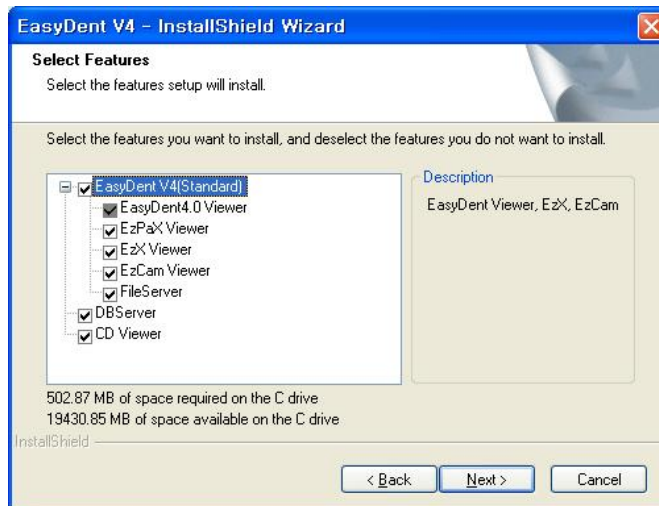 EasyDent V4 - InstallShield Wizard
Select Features
Select the features setup will install.
Select the features you want to install, and deselect the features you do not want to install.
EasyDent V4(Standard)
EasyDent4.0 Viewer
EzPaX Viewer
EzX Viewer
EzCam Viewer
FileServer
DBServer
CD Viewer
Description
EasyDent Viewer, EzX, EzCam
502.87 MB of space required on the C drive
19430.85 MB of space available on the C drive
InstallShield
< Back
Next >
Cancel